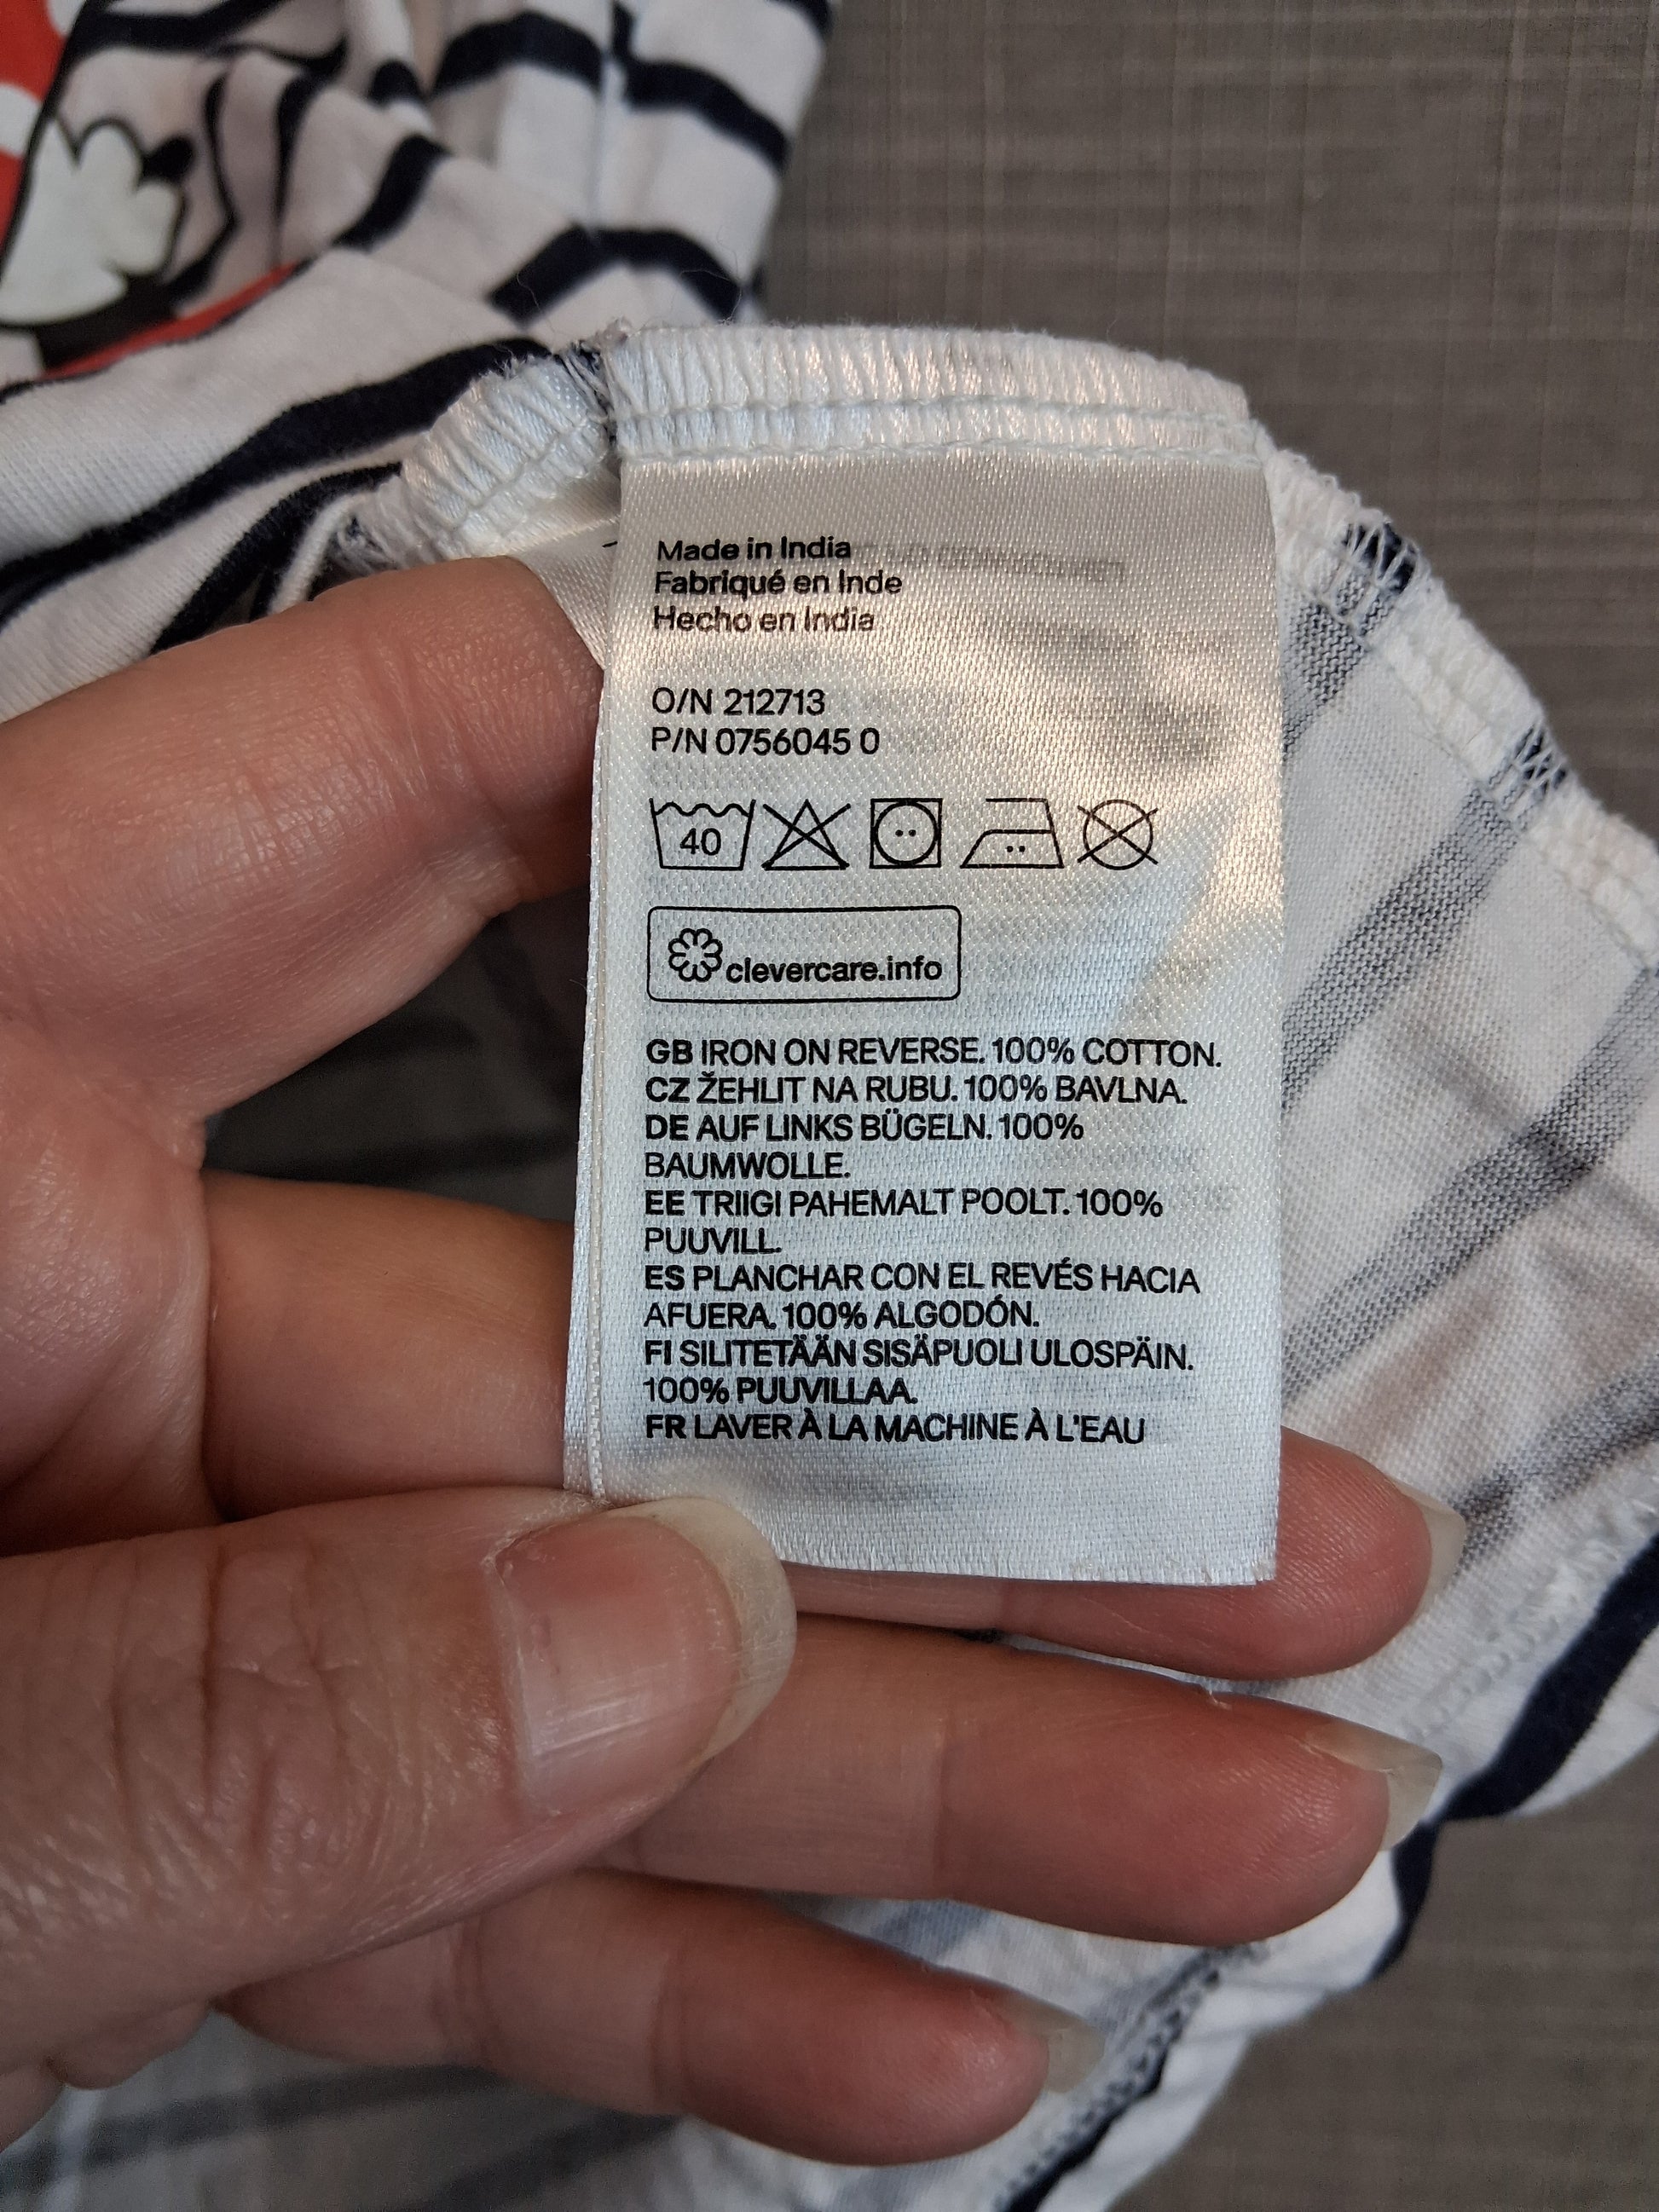 Made in India
Fabriqué en Inde
Hecho en India
O/N 212713
P/N 0756045 0
40
clevercare.info
GB IRON ON REVERSE. 100% COTTON.
CZ ŽEHLIT NA RUBU. 100% BAVLNA.
DE AUF LINKS BÜGELN. 100%
BAUMWOLLE.
EE TRIIGI PAHEMALT POOLT. 100%
PUUVILL.
ES PLANCHAR CON EL REVÉS HACIA
AFUERA. 100% ALGODÓN.
FI SILITETÄÄN SISÄPUOLI ULOSPÄIN.
100% PUUVILLAA.
FR LAVER À LA MACHINE À L'EAU